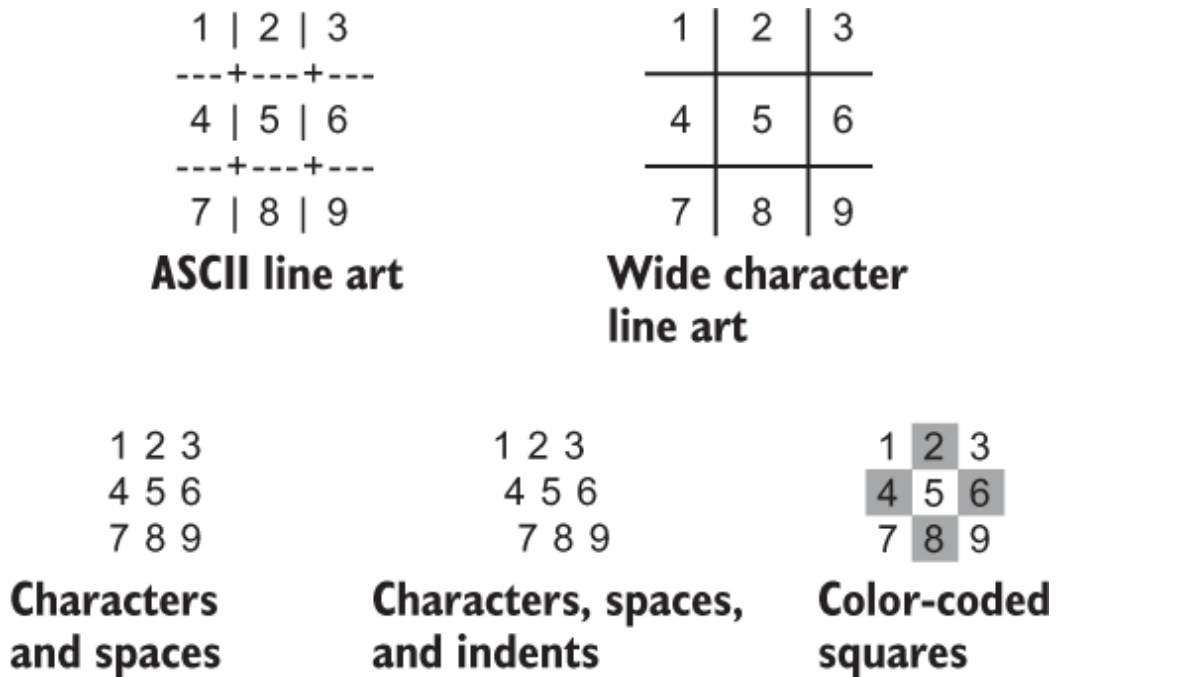 1 | 2 | 3
---+---+---
4 | 5 | 6
---+---+---
7 | 8 | 9
ASCII line art
1 2 3
4 5 6
7 8 9
Wide character
line art
1 2 3
4 5 6
7 8 9
Characters
and spaces
1 2 3
4 5 6
7 8 9
Characters, spaces,
and indents
1 2 3
4 5 6
7 8 9
Color-coded
squares